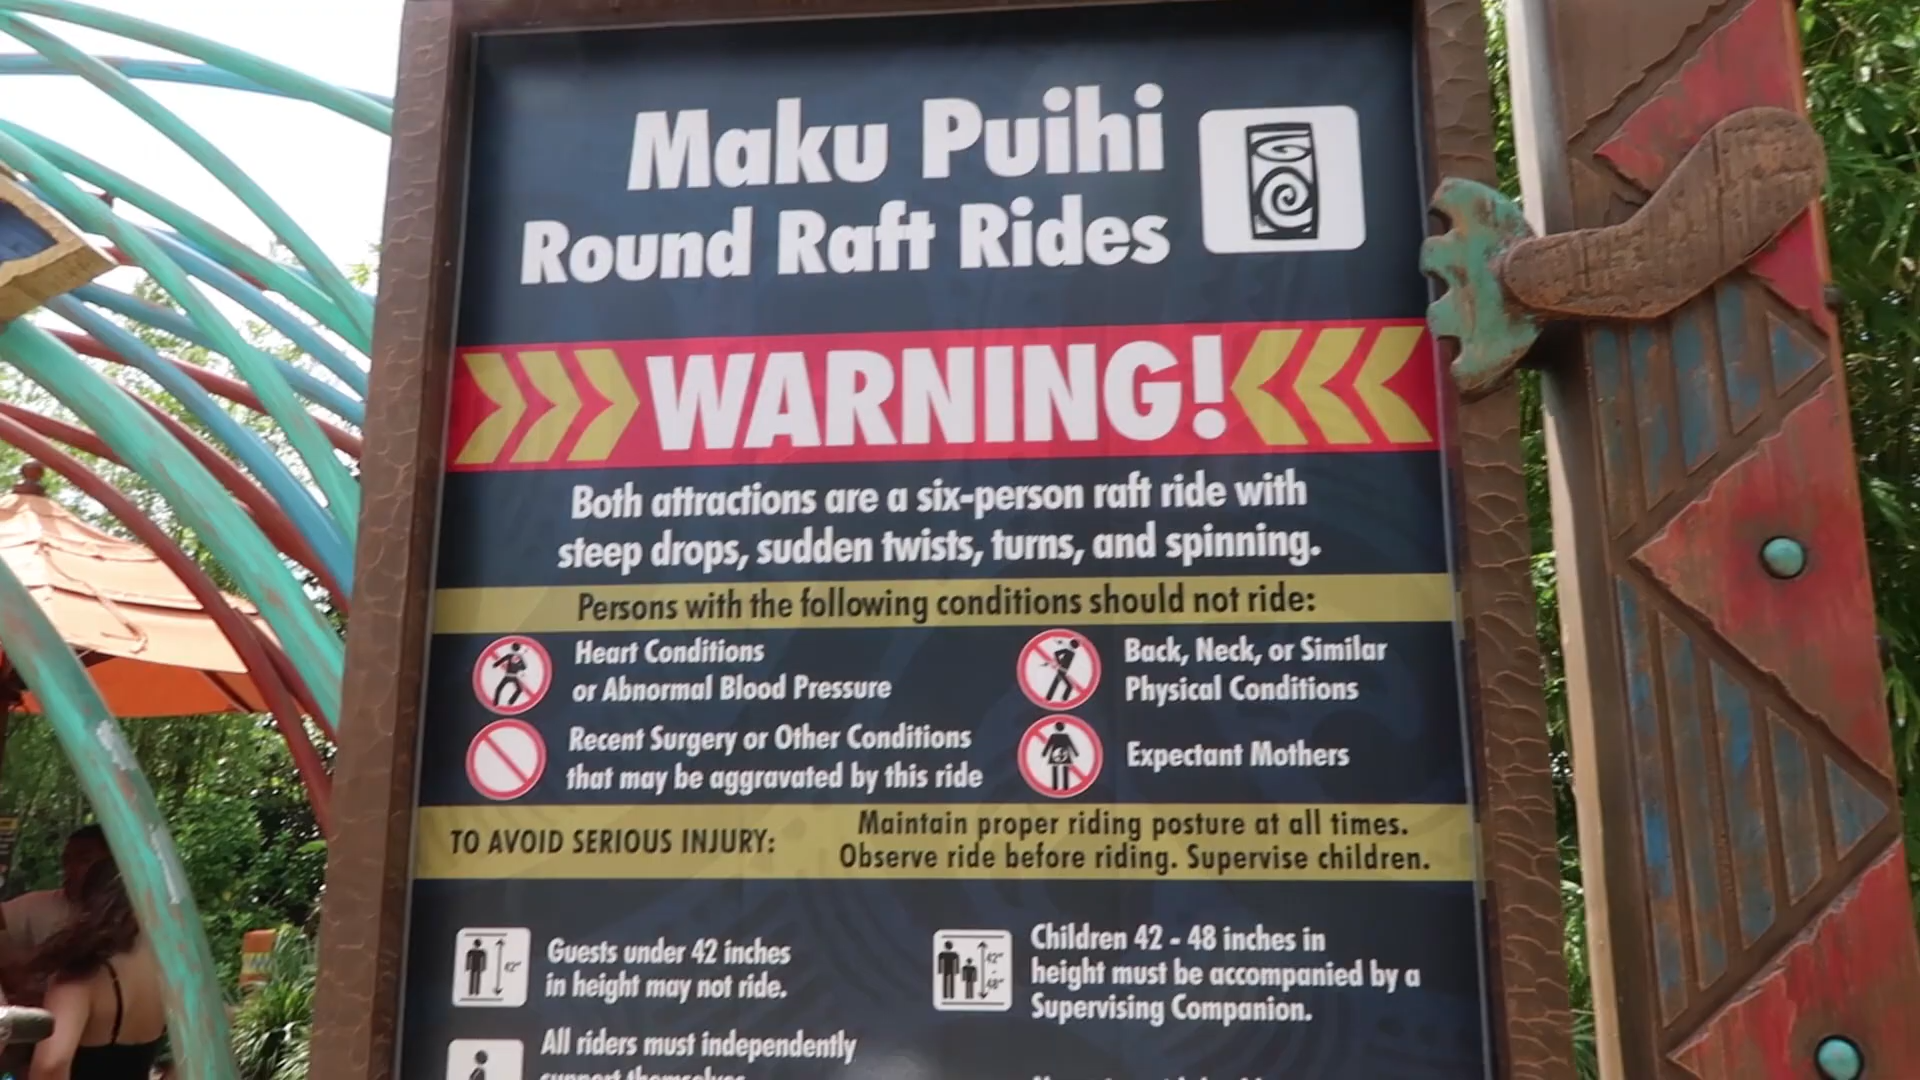 Maku Puihi
Round Raft Rides
WARNING!
Both attractions are a six-person raft ride with
steep drops, sudden twists, turns, and spinning.
Persons with the following conditions should not ride:
Heart Conditions
or Abnormal Blood Pressure
Back, Neck, or Similar
Physical Conditions
Recent Surgery or Other Conditions
that may be aggravated by this ride
Expectant Mothers
TO AVOID SERIOUS INJURY:
Maintain proper riding posture at all times.
Observe ride before riding. Supervise children.
42"
Guests under 42 inches
in height may not ride.
42"
48"
Children 42 - 48 inches in
height must be accompanied by a
Supervising Companion.
All riders must independently
support themselves